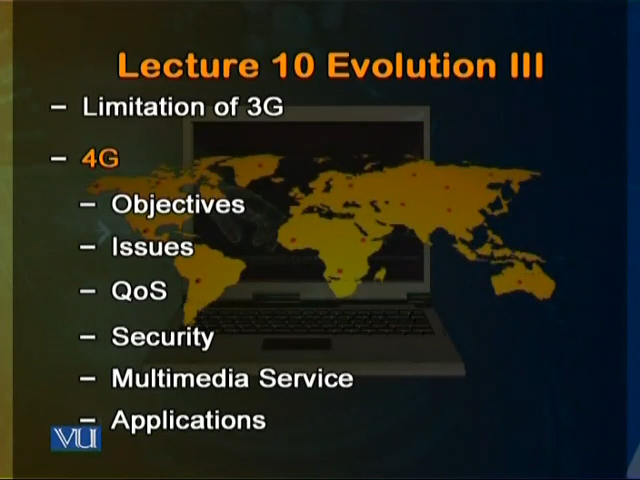 Lecture 10 Evolution III
– Limitation of 3G
– 4G
– Objectives
– Issues
– QoS
– Security
– Multimedia Service
– Applications
VU